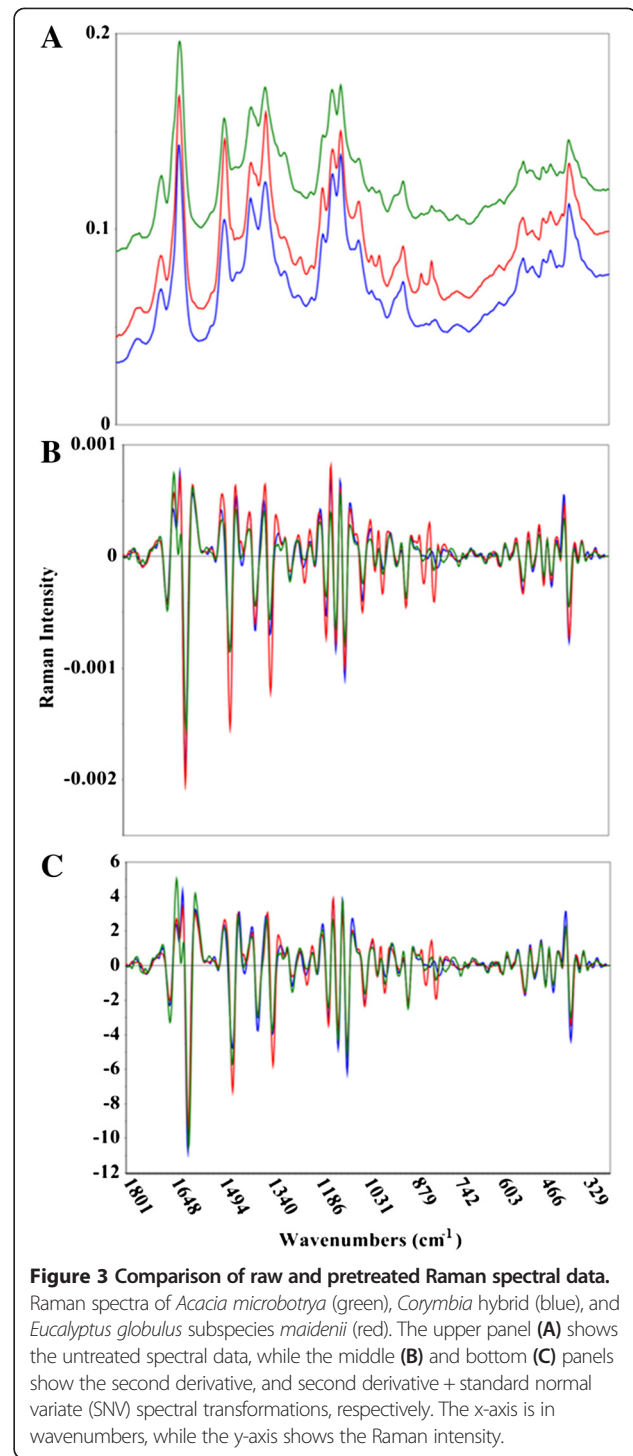 A
0.2
0.1
0
B
0.001
0
-0.001
-0.002
Raman Intensity
C
6
4
2
0
-2
-4
-6
-8
-10
-12
1801 1648 1494 1340 1186 1031 879 742 603 466 329
Wavenumbers (cm-1)
Figure 3 Comparison of raw and pretreated Raman spectral data.
Raman spectra of Acacia microbotrya (green), Corymbia hybrid (blue), and
Eucalyptus globulus subspecies maidenii (red). The upper panel (A) shows
the untreated spectral data, while the middle (B) and bottom (C) panels
show the second derivative, and second derivative + standard normal
variate (SNV) spectral transformations, respectively. The x-axis is in
wavenumbers, while the y-axis shows the Raman intensity.